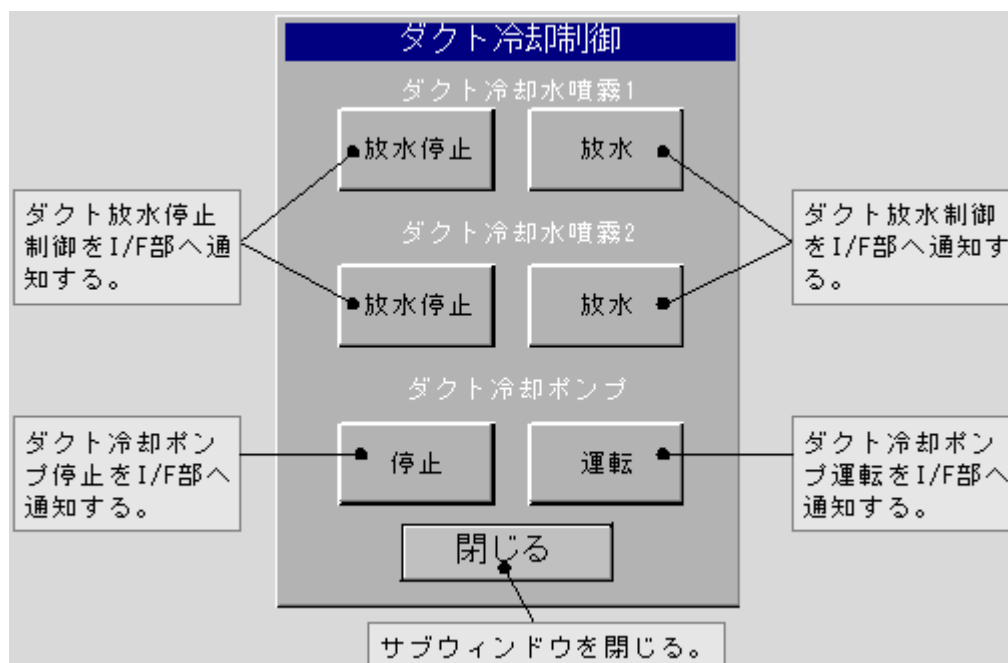 ダクト冷却制御
ダクト冷却水噴霧1
放水停止
放水
ダクト放水停止
制御をI/F部へ通
知する。
ダクト放水制御
をI/F部へ通知す
る。
ダクト冷却水噴霧2
放水停止
放水
ダクト冷却ポンプ
停止
運転
ダクト冷却ポン
プ停止をI/F部へ
通知する。
ダクト冷却ポン
プ運転をI/F部へ
通知する。
閉じる
サブウィンドウを閉じる。